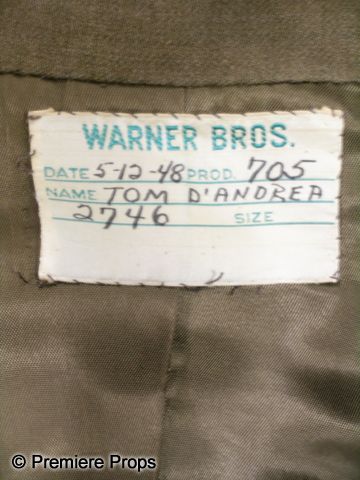 WARNER BROS.
DATE 5-12-48 PROD. 705
NAME TOM D'ANDREA
2746 SIZE
© Premiere Props